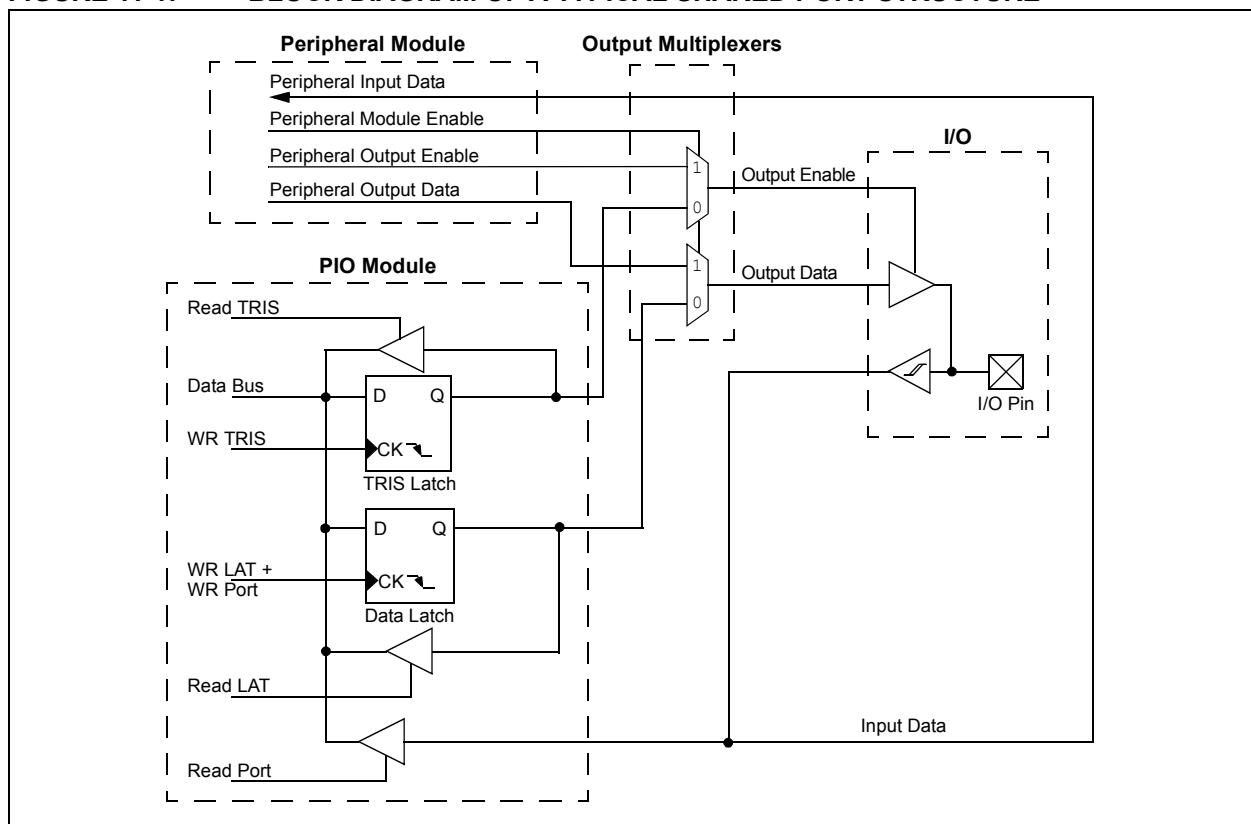 Peripheral Module
Output Multiplexers
Peripheral Input Data
Peripheral Module Enable
Peripheral Output Enable
Peripheral Output Data
1
0
1
0
Output Enable
Output Data
I/O
I/O Pin
PIO Module
Read TRIS
Data Bus
D Q
WR TRIS
CK
TRIS Latch
D Q
WR LAT +
WR Port
CK
Data Latch
Read LAT
Read Port
Input Data